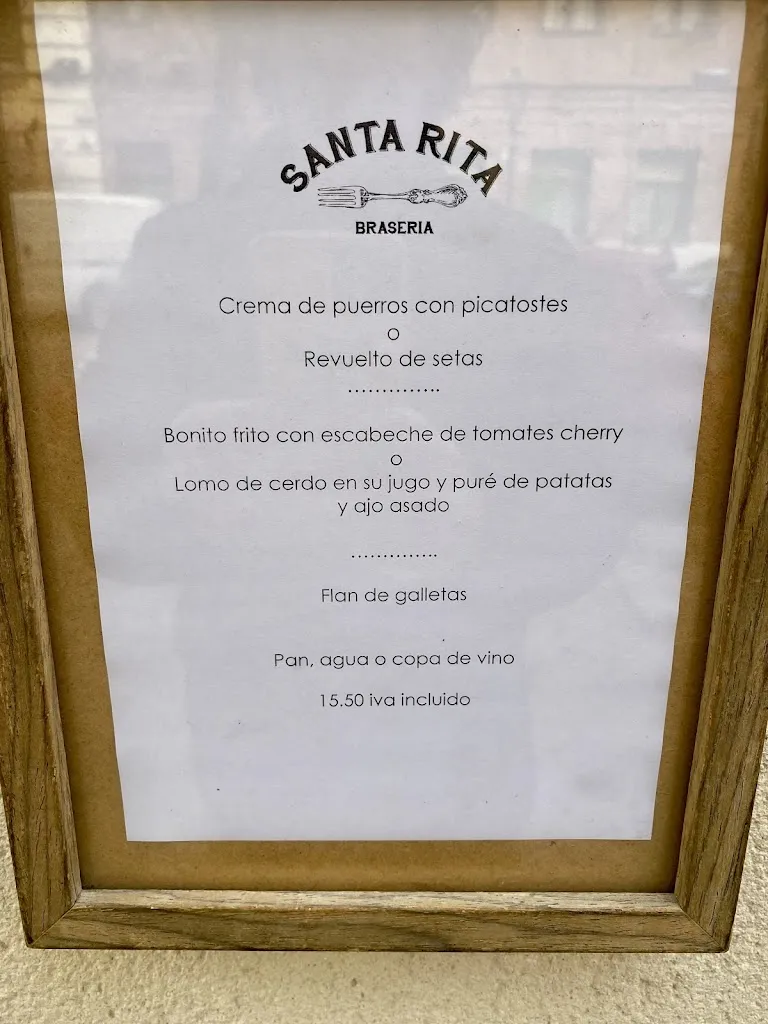 SANTA RITA
BRASERIA
Crema de puerros con picatostes
o
Revuelto de setas
..............
Bonito frito con escabeche de tomates cherry
o
Lomo de cerdo en su jugo y puré de patatas
y ajo asado
..............
Flan de galletas
Pan, agua o copa de vino
15.50 iva incluido